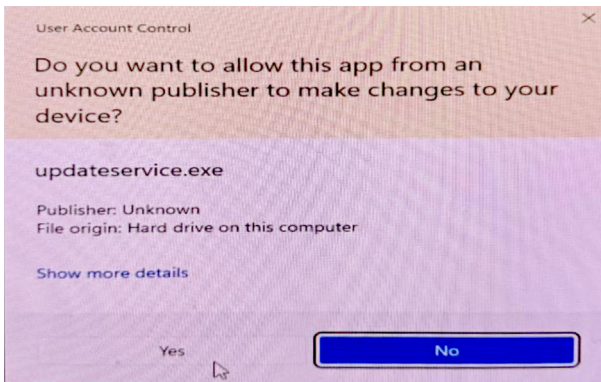 User Account Control
Do you want to allow this app from an
unknown publisher to make changes to your
device?
updateservice.exe
Publisher: Unknown
File origin: Hard drive on this computer
Show more details
Yes
No